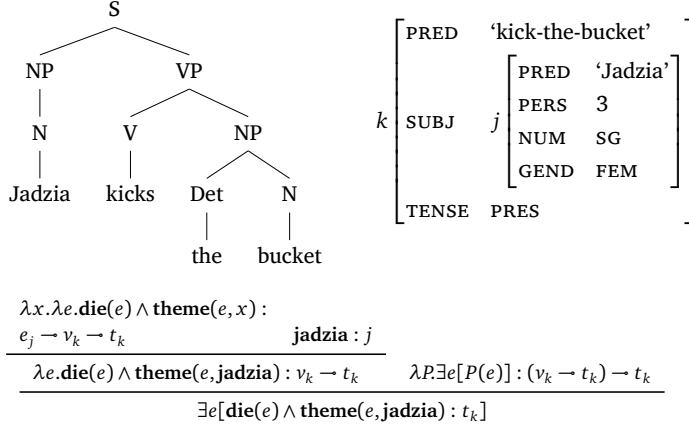 S
NP VP
N V NP
Jadzia kicks Det N
the bucket
PRED ‘kick-the-bucket’
k SUBJ j PRED ‘Jadzia’
PERS 3
NUM SG
GEND FEM
TENSE PRES
λx.λe.die(e) ∧ theme(e, x) :
e_j ⊸ v_k ⊸ t_k jadzia : j
λe.die(e) ∧ theme(e, jadzia) : v_k ⊸ t_k λP.∃e[P(e)] : (v_k ⊸ t_k) ⊸ t_k
∃e[die(e) ∧ theme(e, jadzia) : t_k]